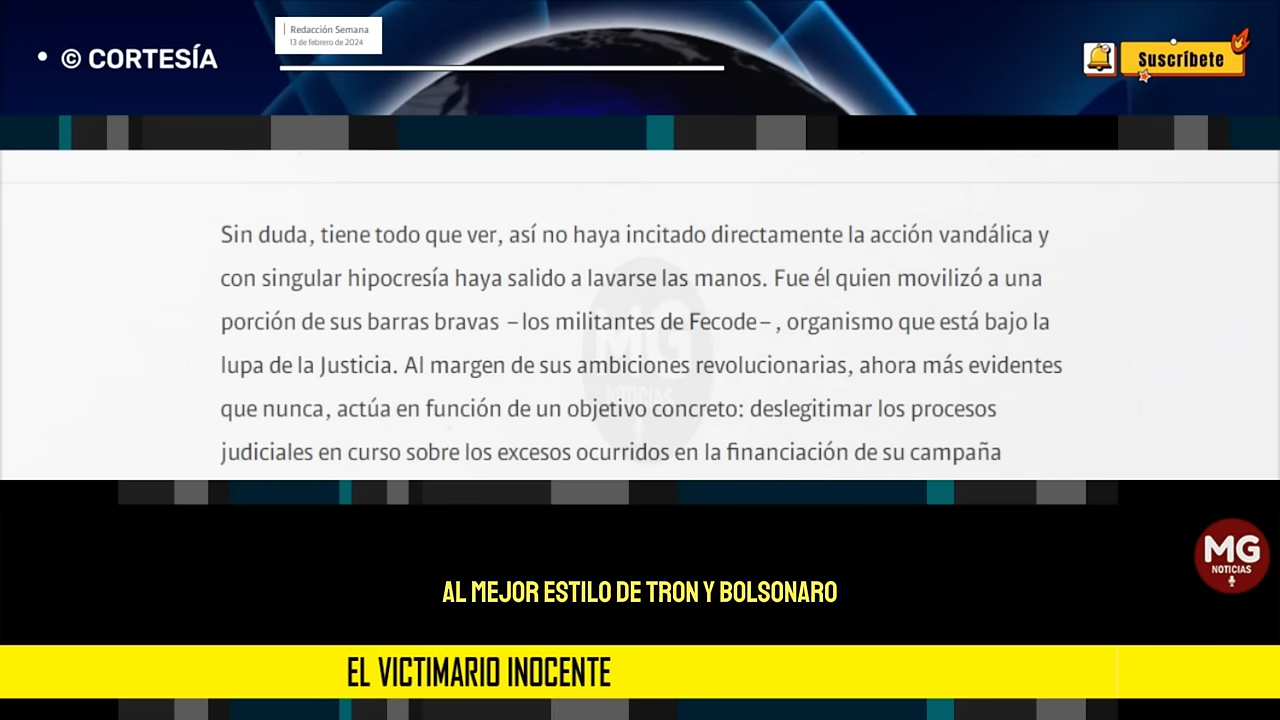 © CORTESÍA
Redacción Semana
13 de febrero de 2024
Suscríbete
Sin duda, tiene todo que ver, así no haya incitado directamente la acción vandálica y
con singular hipocresía haya salido a lavarse las manos. Fue él quien movilizó a una
porción de sus barras bravas –los militantes de Fecode– , organismo que está bajo la
lupa de la Justicia. Al margen de sus ambiciones revolucionarias, ahora más evidentes
que nunca, actúa en función de un objetivo concreto: deslegitimar los procesos
judiciales en curso sobre los excesos ocurridos en la financiación de su campaña
MG
NOTICIAS
MG
NOTICIAS
AL MEJOR ESTILO DE TRON Y BOLSONARO
EL VICTIMARIO INOCENTE